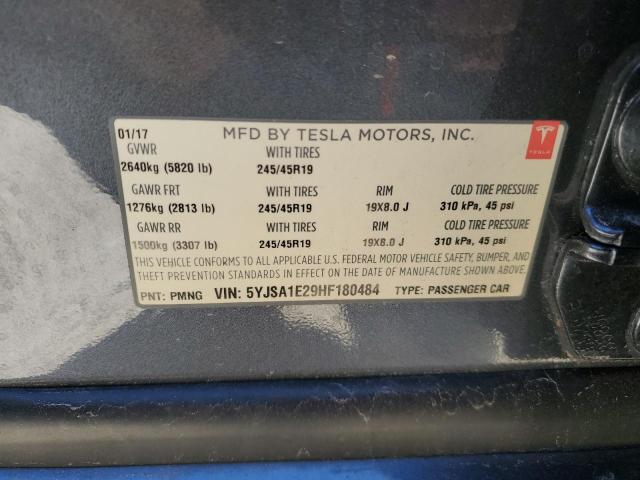 01/17 MFD BY TESLA MOTORS, INC. TESLA
GVWR WITH TIRES
2640kg (5820 lb) 245/45R19
GAWR FRT WITH TIRES RIM COLD TIRE PRESSURE
1276kg (2813 lb) 245/45R19 19X8.0 J 310 kPa, 45 psi
GAWR RR WITH TIRES RIM COLD TIRE PRESSURE
1500kg (3307 lb) 245/45R19 19X8.0 J 310 kPa, 45 psi
THIS VEHICLE CONFORMS TO ALL APPLICABLE U.S. FEDERAL MOTOR VEHICLE SAFETY, BUMPER, AND
THEFT PREVENTION STANDARDS IN EFFECT ON THE DATE OF MANUFACTURE SHOWN ABOVE.
PNT: PMNG VIN: 5YJSA1E29HF180484 TYPE: PASSENGER CAR